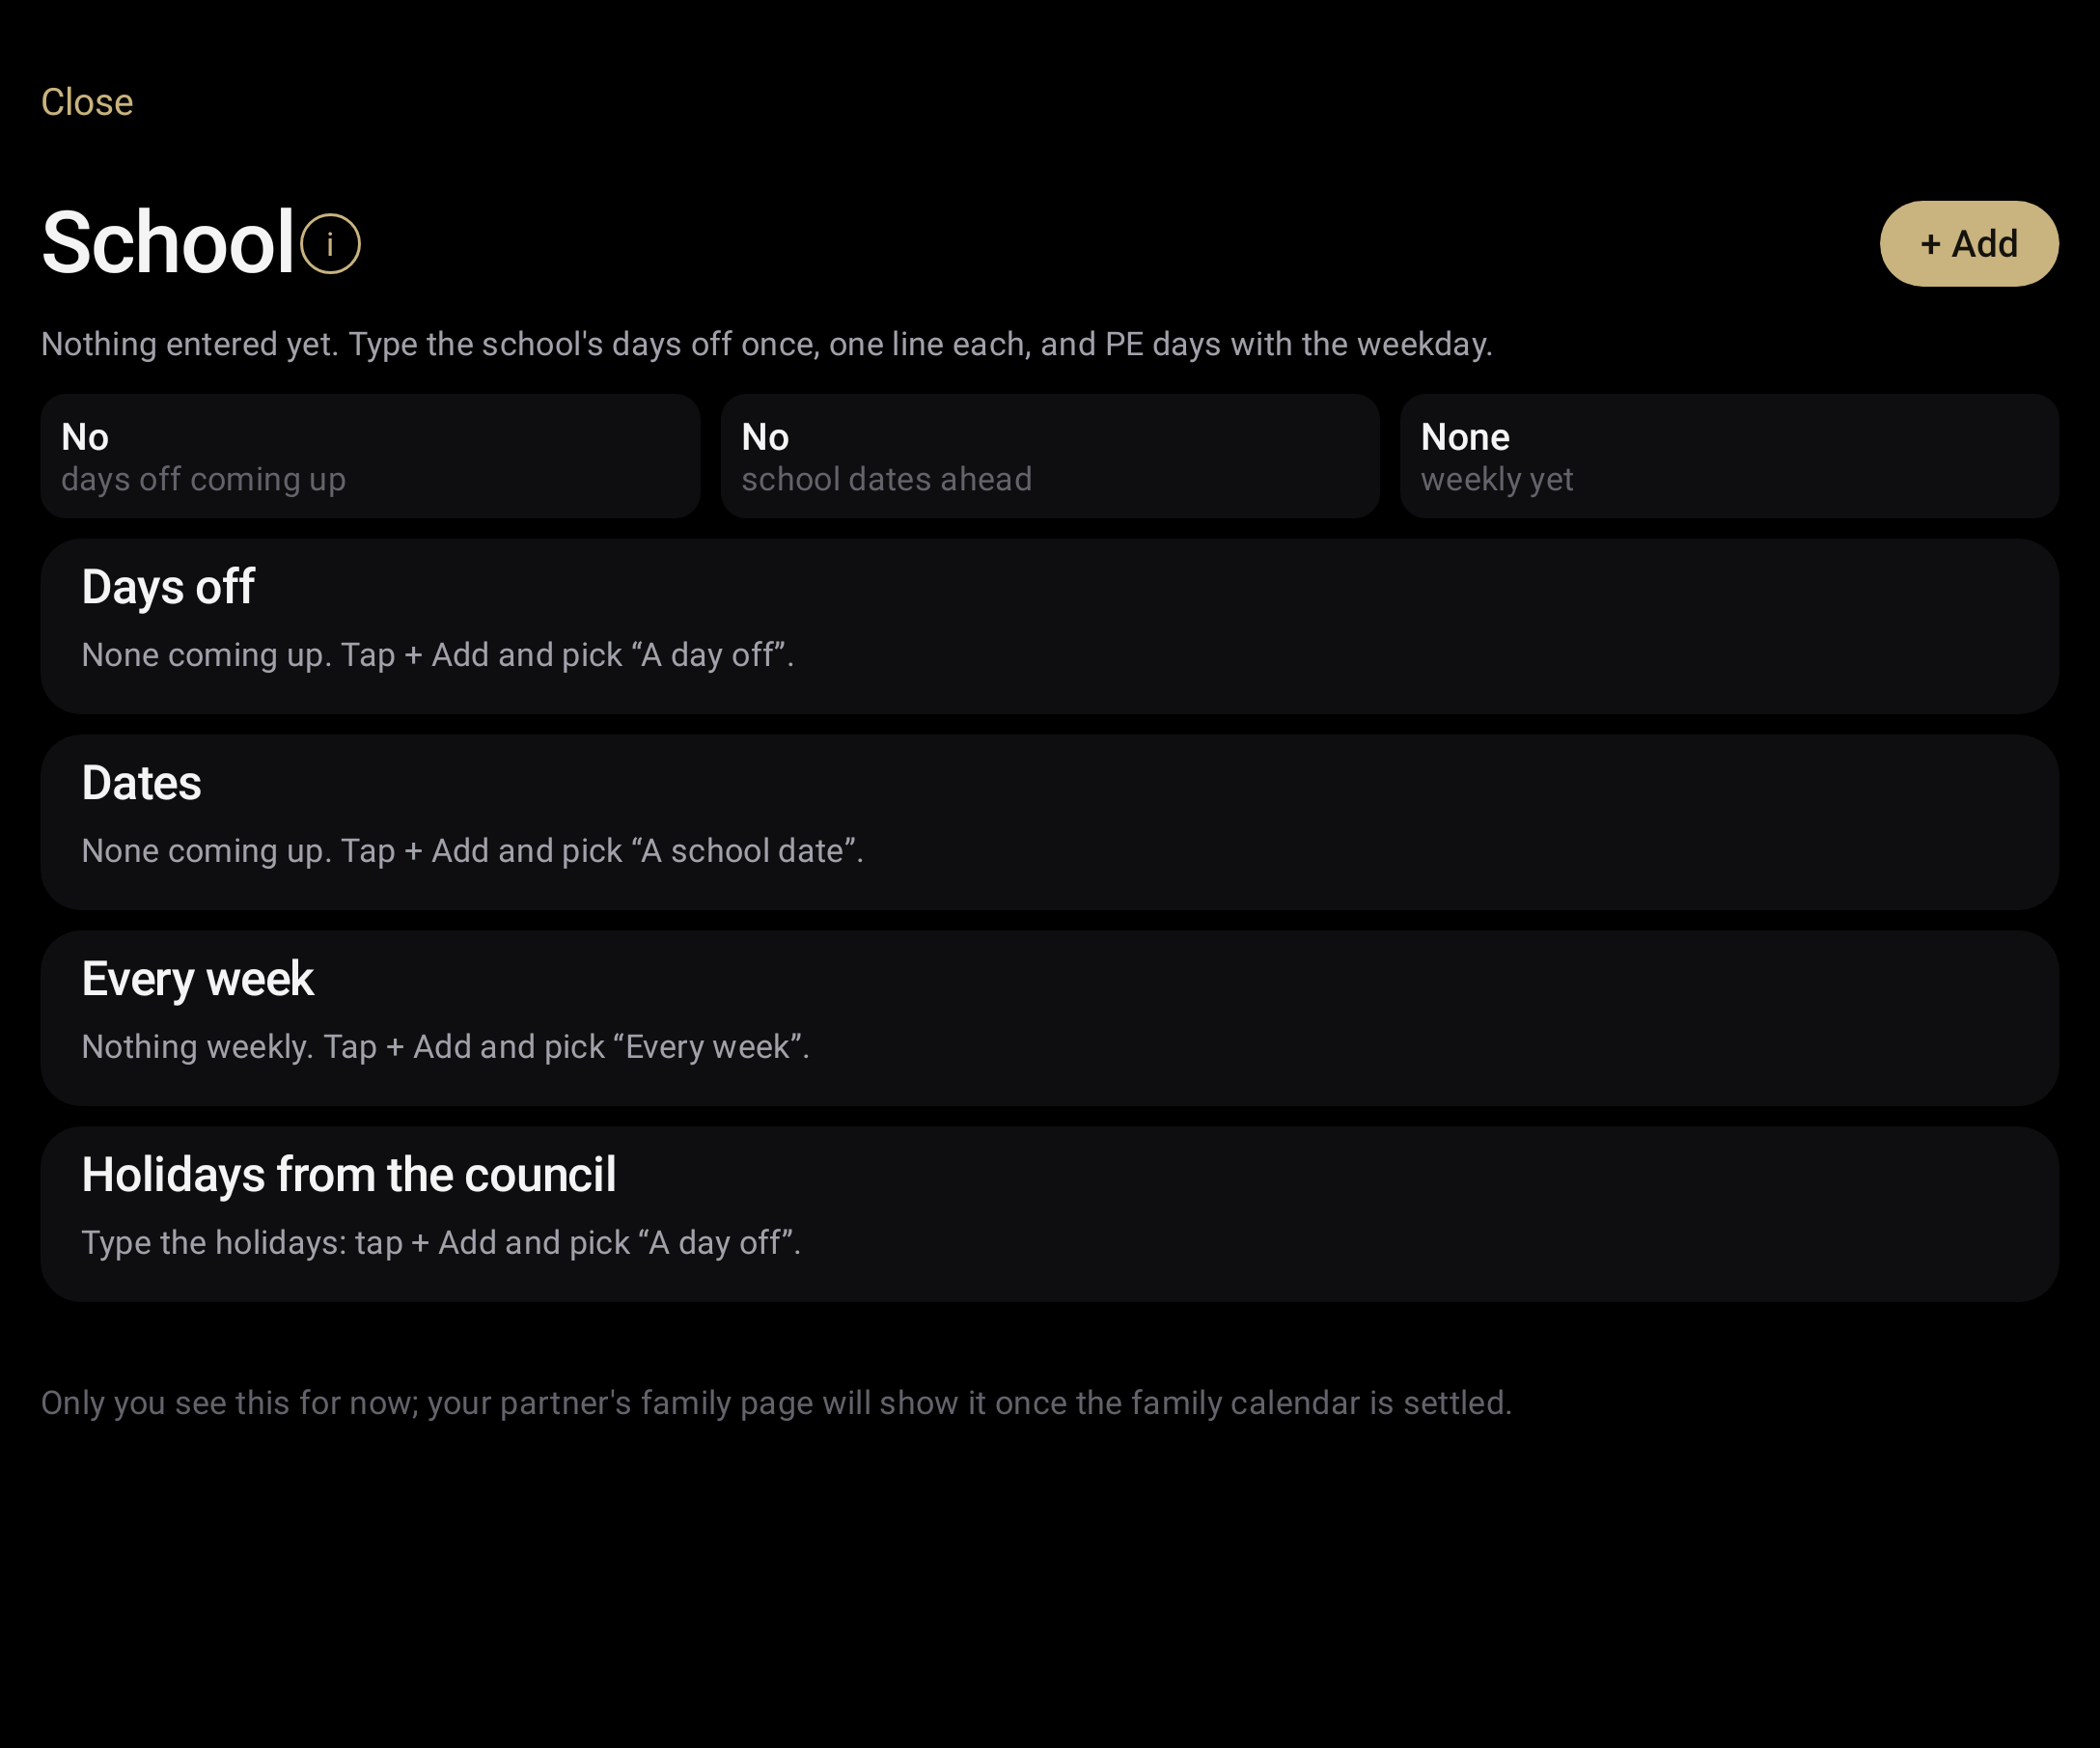 Close
School i
+ Add
Nothing entered yet. Type the school's days off once, one line each, and PE days with the weekday.
No
days off coming up
No
school dates ahead
None
weekly yet
Days off
None coming up. Tap + Add and pick “A day off”.
Dates
None coming up. Tap + Add and pick “A school date”.
Every week
Nothing weekly. Tap + Add and pick “Every week”.
Holidays from the council
Type the holidays: tap + Add and pick “A day off”.
Only you see this for now; your partner's family page will show it once the family calendar is settled.